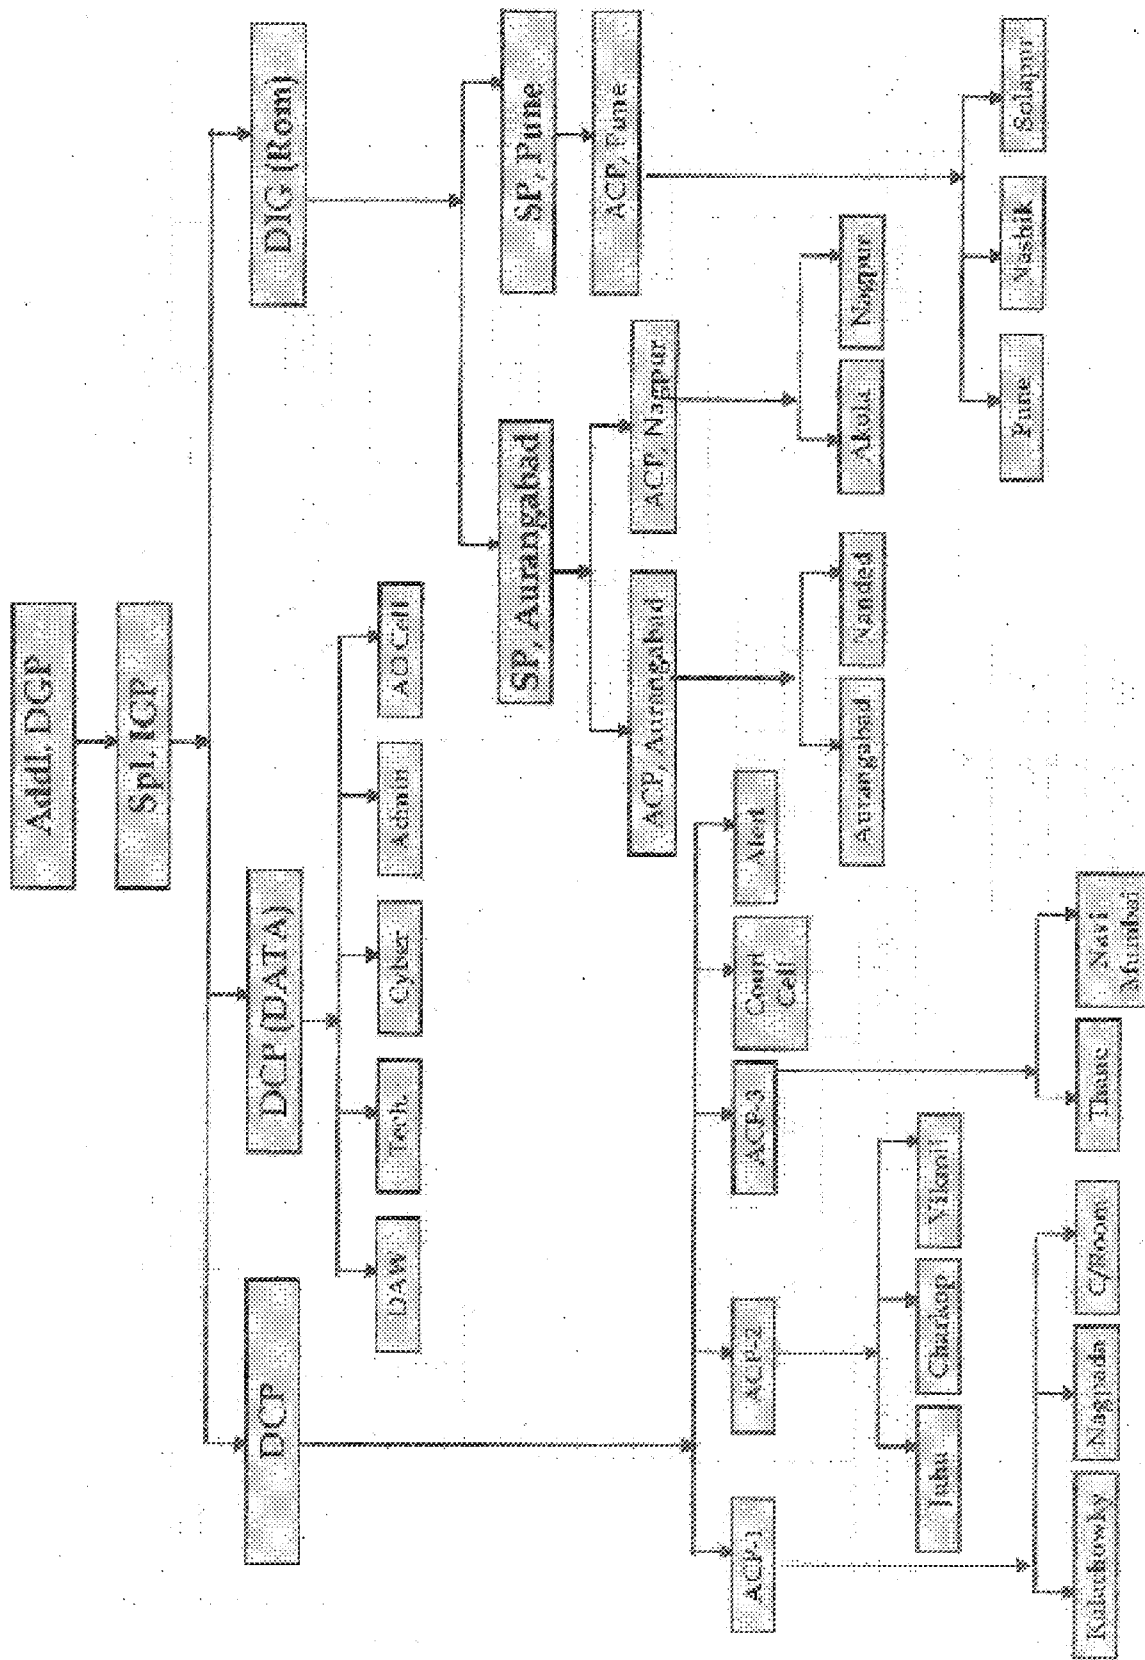 Addl. DGP
Spl. IGP
DCP
DCP (DATA)
DIG (Rom)
DAW
Tech.
Cyber
Admin
AO Cell
SP, Aurangabad
SP, Pune
ACP, Pune
ACP, Aurangabad
ACP, Nagpur
ACP-1
ACP-2
ACP-3
Court
Cell
Alert
Aurangabad
Nanded
Akola
Nagpur
Juhu
Charkop
Pune
Nashik
Solapur
Nagpada
C/Room
Thane
Navi
Mumbai